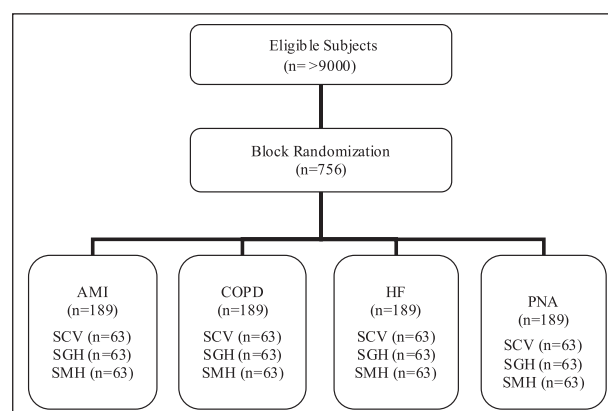 Eligible Subjects
(n= >9000)
Block Randomization
(n=756)
AMI
(n=189)
SCV (n=63)
SGH (n=63)
SMH (n=63)
COPD
(n=189)
SCV (n=63)
SGH (n=63)
SMH (n=63)
HF
(n=189)
SCV (n=63)
SGH (n=63)
SMH (n=63)
PNA
(n=189)
SCV (n=63)
SGH (n=63)
SMH (n=63)